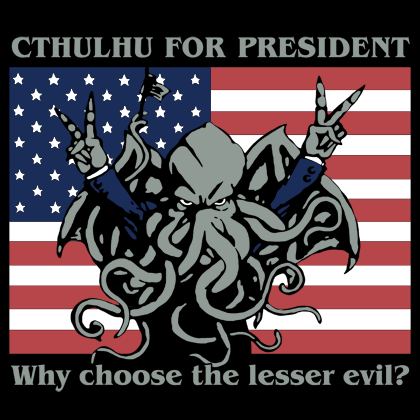 CTHULHU FOR PRESIDENT
Why choose the lesser evil?